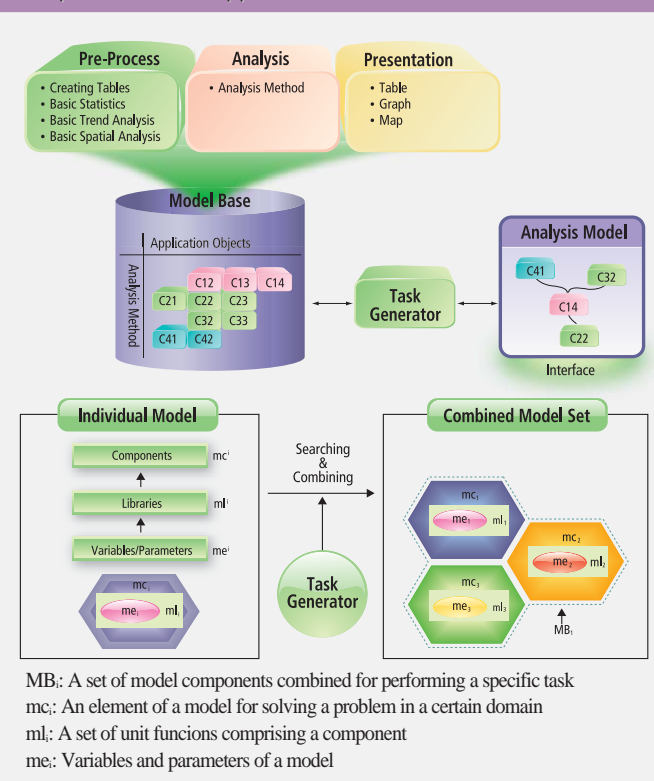 Pre-Process
• Creating Tables
• Basic Statistics
• Basic Trend Analysis
• Basic Spatial Analysis
Analysis
• Analysis Method
Presentation
• Table
• Graph
• Map
Model Base
Application Objects
Analysis Method
C12 C13 C14
C21 C22 C23
C32 C33
C41 C42
Task
Generator
Analysis Model
C41
C32
C14
C22
Interface
Individual Model
Components mcⁱ
Libraries mlⁱ
Variables/Parameters meⁱ
mcᵢ
meᵢ mlᵢ
Searching
&
Combining
Task
Generator
Combined Model Set
mc₁
me₁ ml₁
mc₂
me₂ ml₂
mc₃
me₃ ml₃
MB₁
MBᵢ: A set of model components combined for performing a specific task
mcᵢ: An element of a model for solving a problem in a certain domain
mlᵢ: A set of unit funcions comprising a component
meᵢ: Variables and parameters of a model